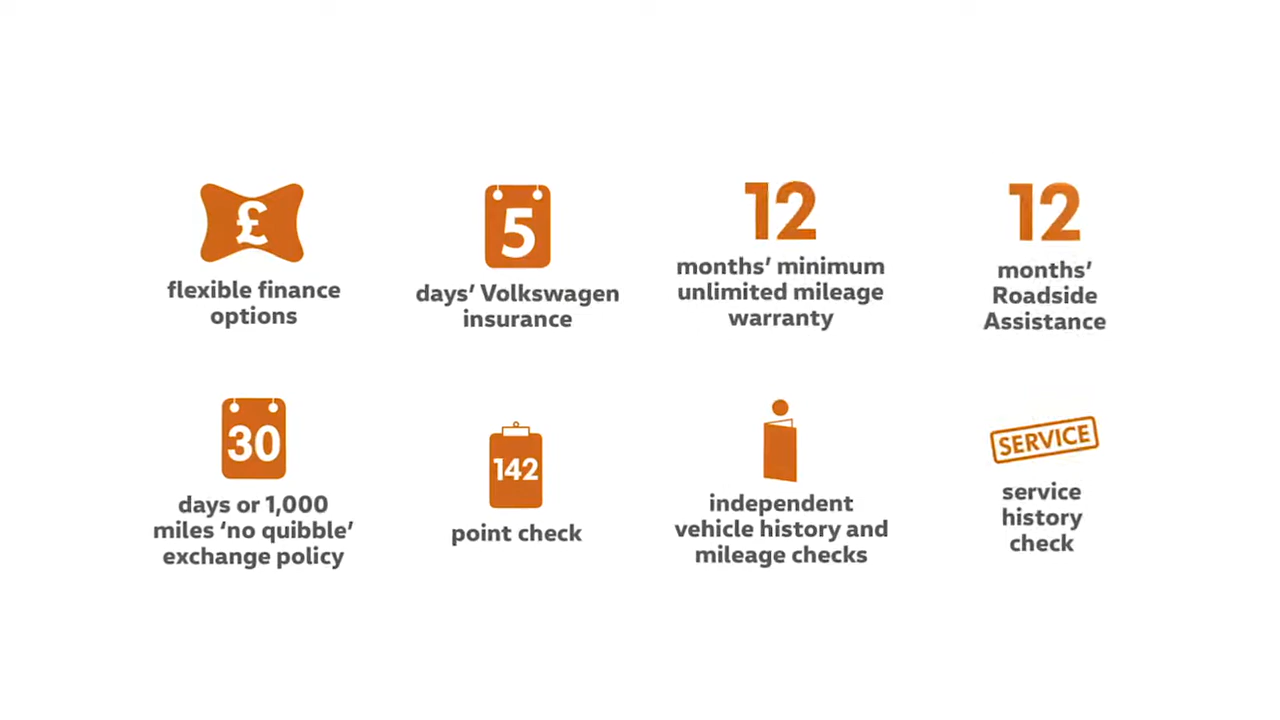 £
flexible finance
options
5
days’ Volkswagen
insurance
12
months’ minimum
unlimited mileage
warranty
12
months’
Roadside
Assistance
30
days or 1,000
miles ‘no quibble’
exchange policy
142
point check
independent
vehicle history and
mileage checks
SERVICE
service
history
check